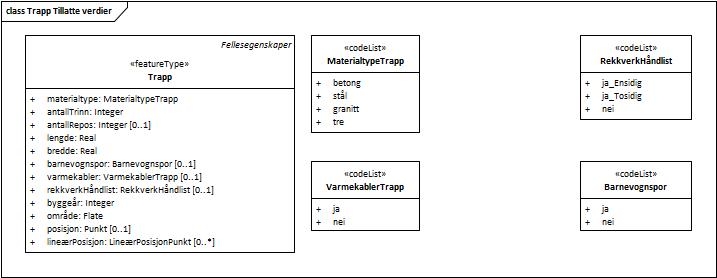 class Trapp Tillatte verdier
Fellesegenskaper
«featureType»
Trapp
+ materialtype: MaterialtypeTrapp
+ antallTrinn: Integer
+ antallRepos: Integer [0..1]
+ lengde: Real
+ bredde: Real
+ barnevognspor: Barnevognspor [0..1]
+ varmekabler: VarmekablerTrapp [0..1]
+ rekkverkHåndlist: RekkverkHåndlist [0..1]
+ byggeår: Integer
+ område: Flate
+ posisjon: Punkt [0..1]
+ lineærPosisjon: LineærPosisjonPunkt [0..*]
«codeList»
MaterialtypeTrapp
+ betong
+ stål
+ granitt
+ tre
«codeList»
RekkverkHåndlist
+ ja_Ensidig
+ ja_Tosidig
+ nei
«codeList»
VarmekablerTrapp
+ ja
+ nei
«codeList»
Barnevognspor
+ ja
+ nei